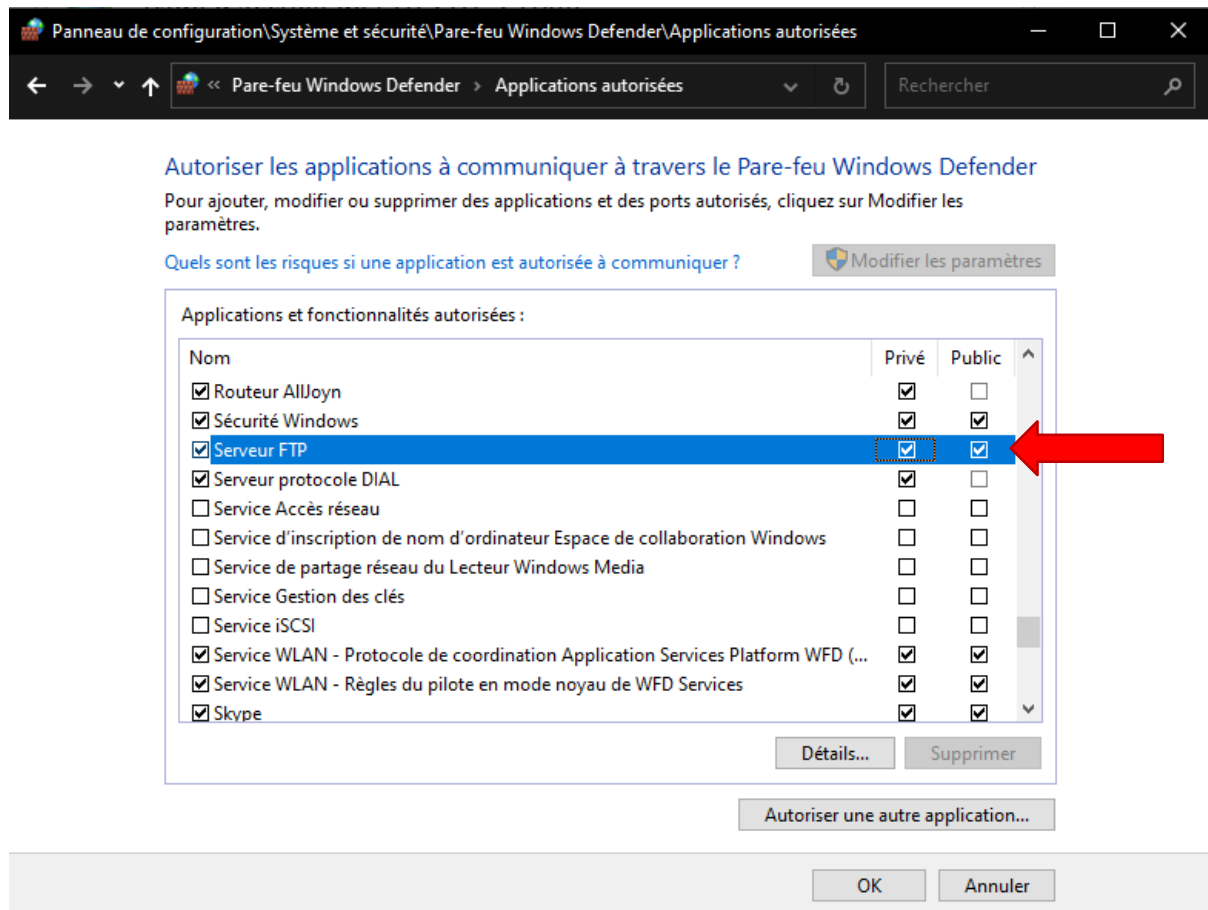 Panneau de configuration\Système et sécurité\Pare-feu Windows Defender\Applications autorisées
« Pare-feu Windows Defender > Applications autorisées
Rechercher
Autoriser les applications à communiquer à travers le Pare-feu Windows Defender
Pour ajouter, modifier ou supprimer des applications et des ports autorisés, cliquez sur Modifier les
paramètres.
Quels sont les risques si une application est autorisée à communiquer ?
Modifier les paramètres
Applications et fonctionnalités autorisées :
Nom Privé Public
Routeur AllJoyn
Sécurité Windows
Serveur FTP
Serveur protocole DIAL
Service Accès réseau
Service d’inscription de nom d’ordinateur Espace de collaboration Windows
Service de partage réseau du Lecteur Windows Media
Service Gestion des clés
Service iSCSI
Service WLAN - Protocole de coordination Application Services Platform WFD (...
Service WLAN - Règles du pilote en mode noyau de WFD Services
Skype
Détails... Supprimer
Autoriser une autre application...
OK Annuler